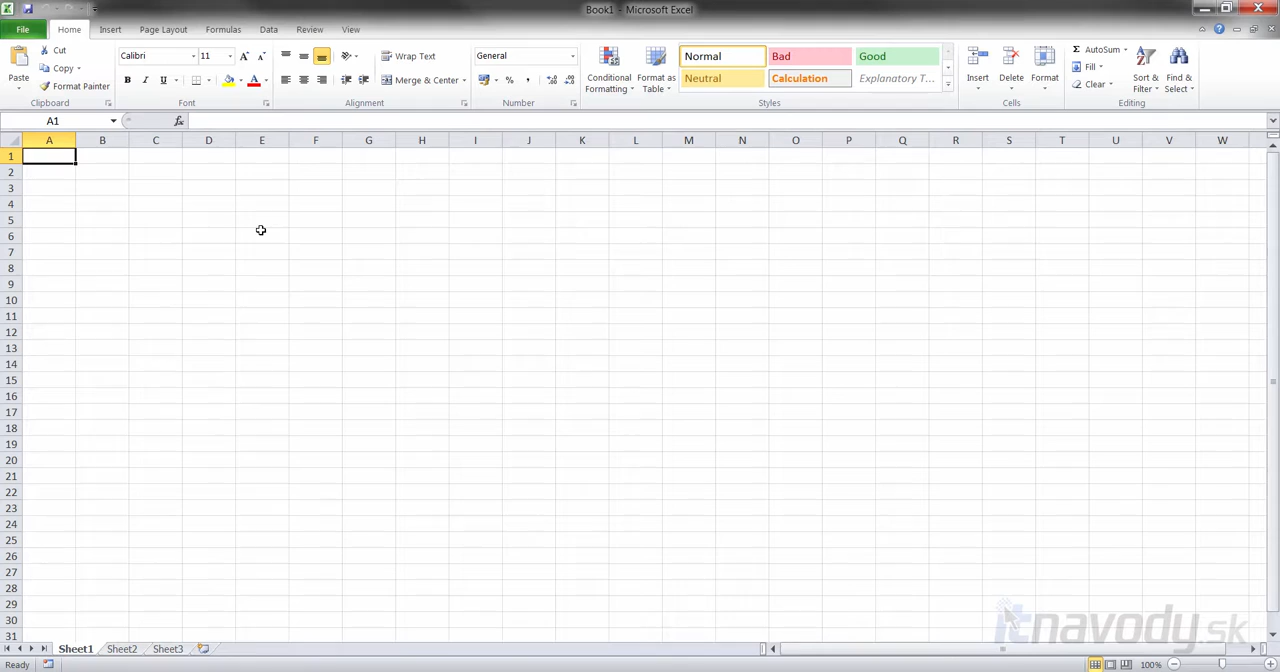 Book1 - Microsoft Excel
File Home Insert Page Layout Formulas Data Review View
Paste
Cut
Copy
Format Painter
Clipboard
Calibri 11
B I U
Font
Wrap Text
Merge & Center
Alignment
General
Number
Conditional Formatting
Format as Table
Normal Bad Good
Neutral Calculation Explanatory T...
Styles
Insert Delete Format
Cells
AutoSum
Fill
Clear
Sort & Filter
Find & Select
Editing
A1 fx
A B C D E F G H I J K L M N O P Q R S T U V W
1
2
3
4
5
6
7
8
9
10
11
12
13
14
15
16
17
18
19
20
21
22
23
24
25
26
27
28
29
30
31
itnavody.sk
Sheet1 Sheet2 Sheet3
Ready 100%